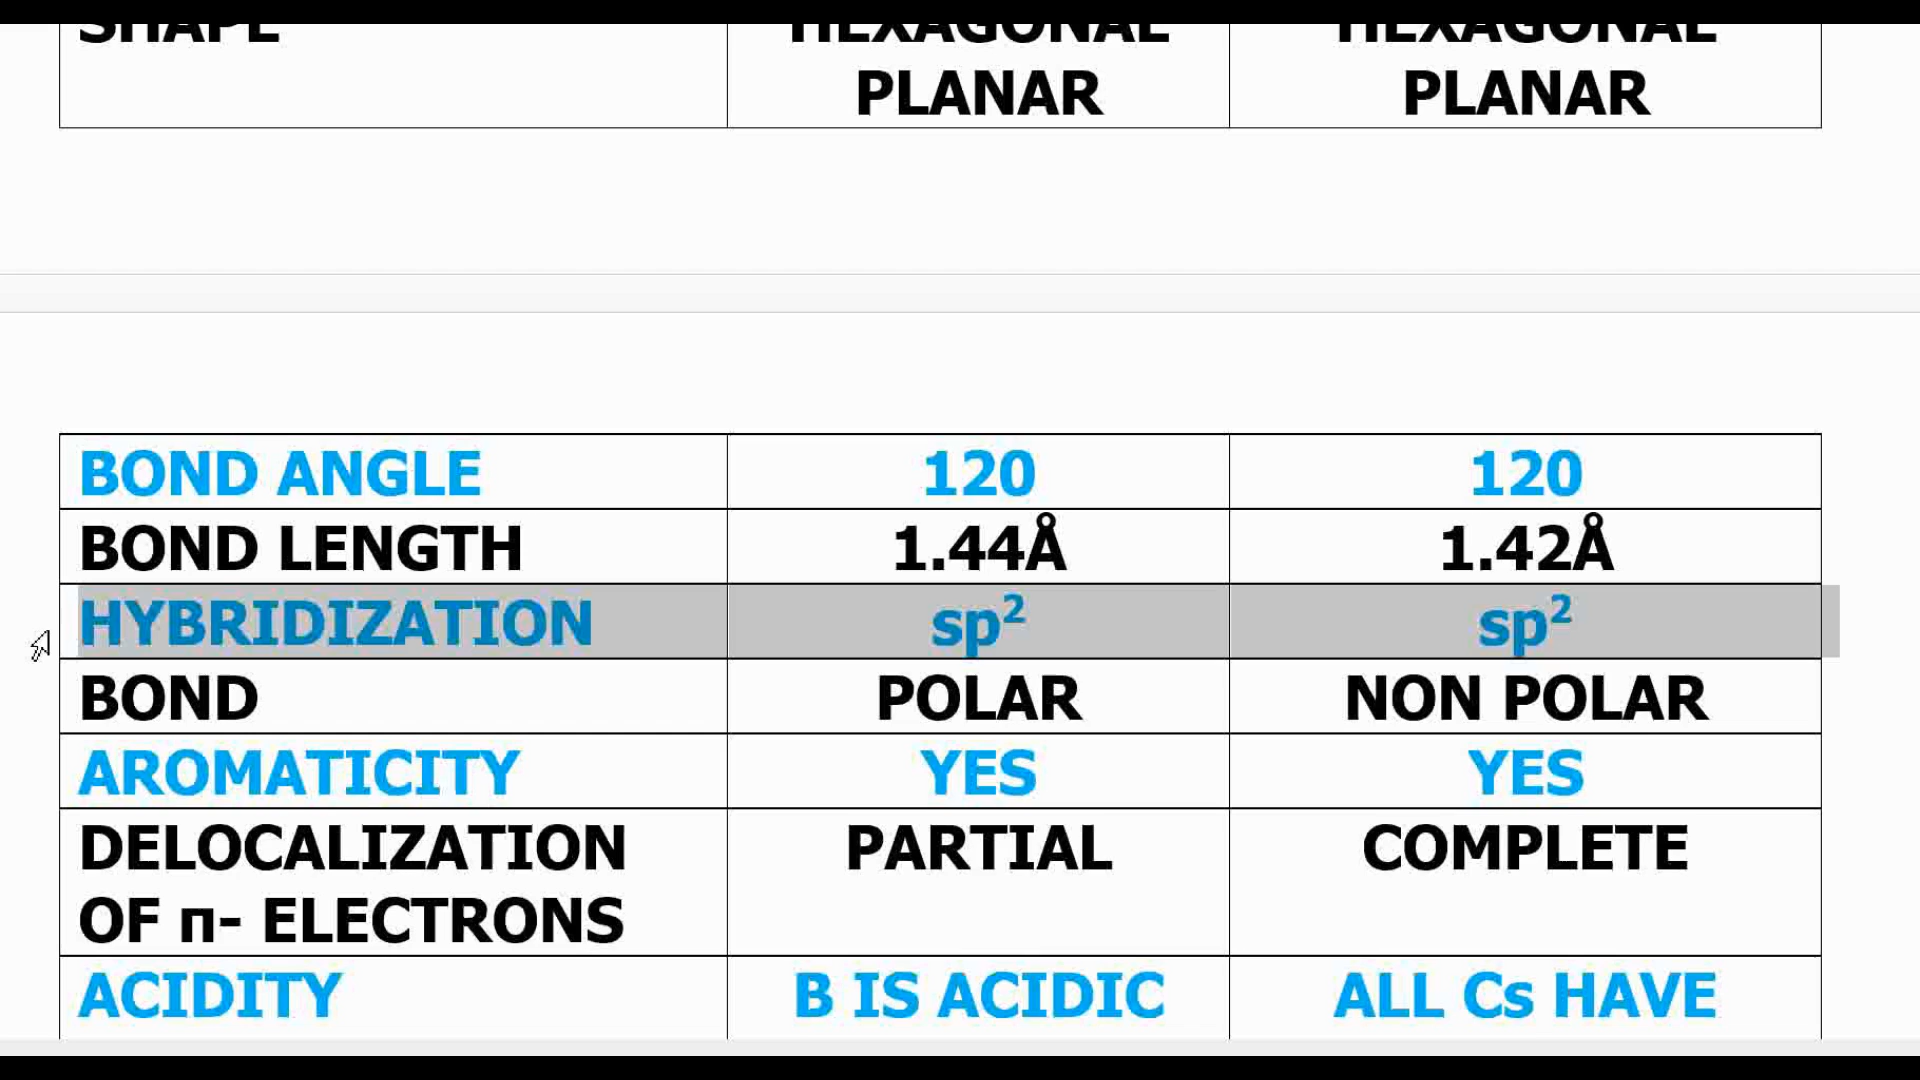 SHAPE HEXAGONAL HEXAGONAL
PLANAR PLANAR
BOND ANGLE 120 120
BOND LENGTH 1.44Å 1.42Å
HYBRIDIZATION sp² sp²
BOND POLAR NON POLAR
AROMATICITY YES YES
DELOCALIZATION PARTIAL COMPLETE
OF п- ELECTRONS
ACIDITY B IS ACIDIC ALL Cs HAVE